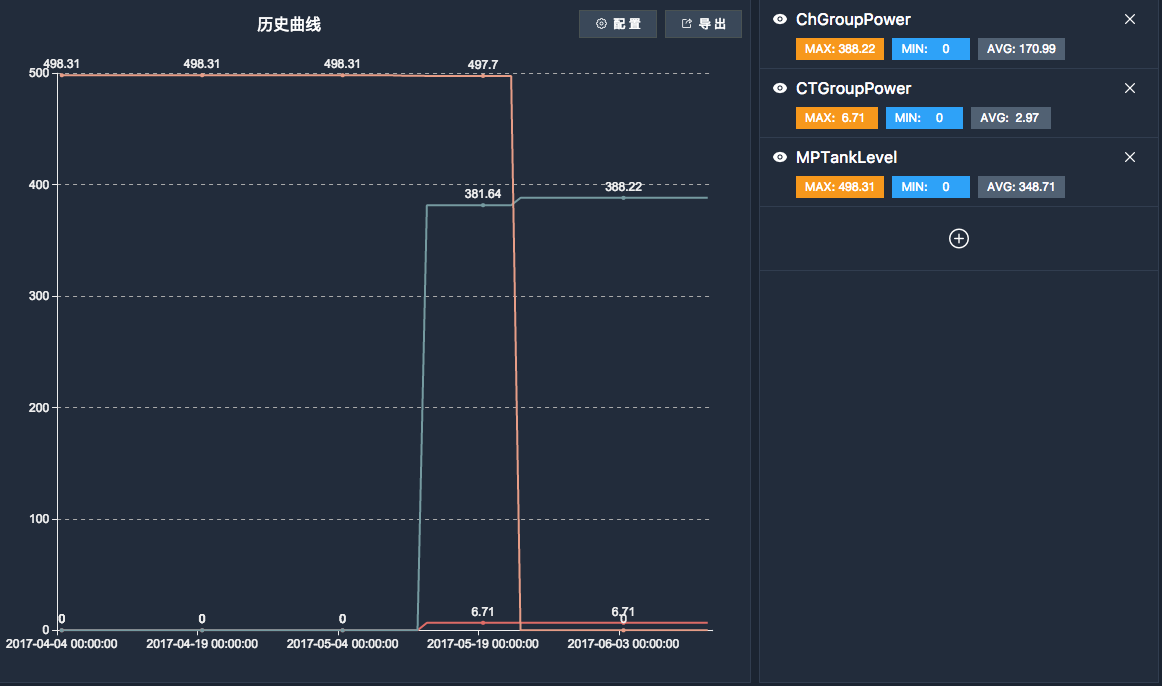 历史曲线
配 置
导 出
498.31 498.31 498.31 497.7
500
388.22
400
381.64
300
200
100
6.71 6.71
0 0 0 0
0
2017-04-04 00:00:00 2017-04-19 00:00:00 2017-05-04 00:00:00 2017-05-19 00:00:00 2017-06-03 00:00:00
ChGroupPower
MAX: 388.22 MIN: 0 AVG: 170.99
CTGroupPower
MAX: 6.71 MIN: 0 AVG: 2.97
MPTankLevel
MAX: 498.31 MIN: 0 AVG: 348.71